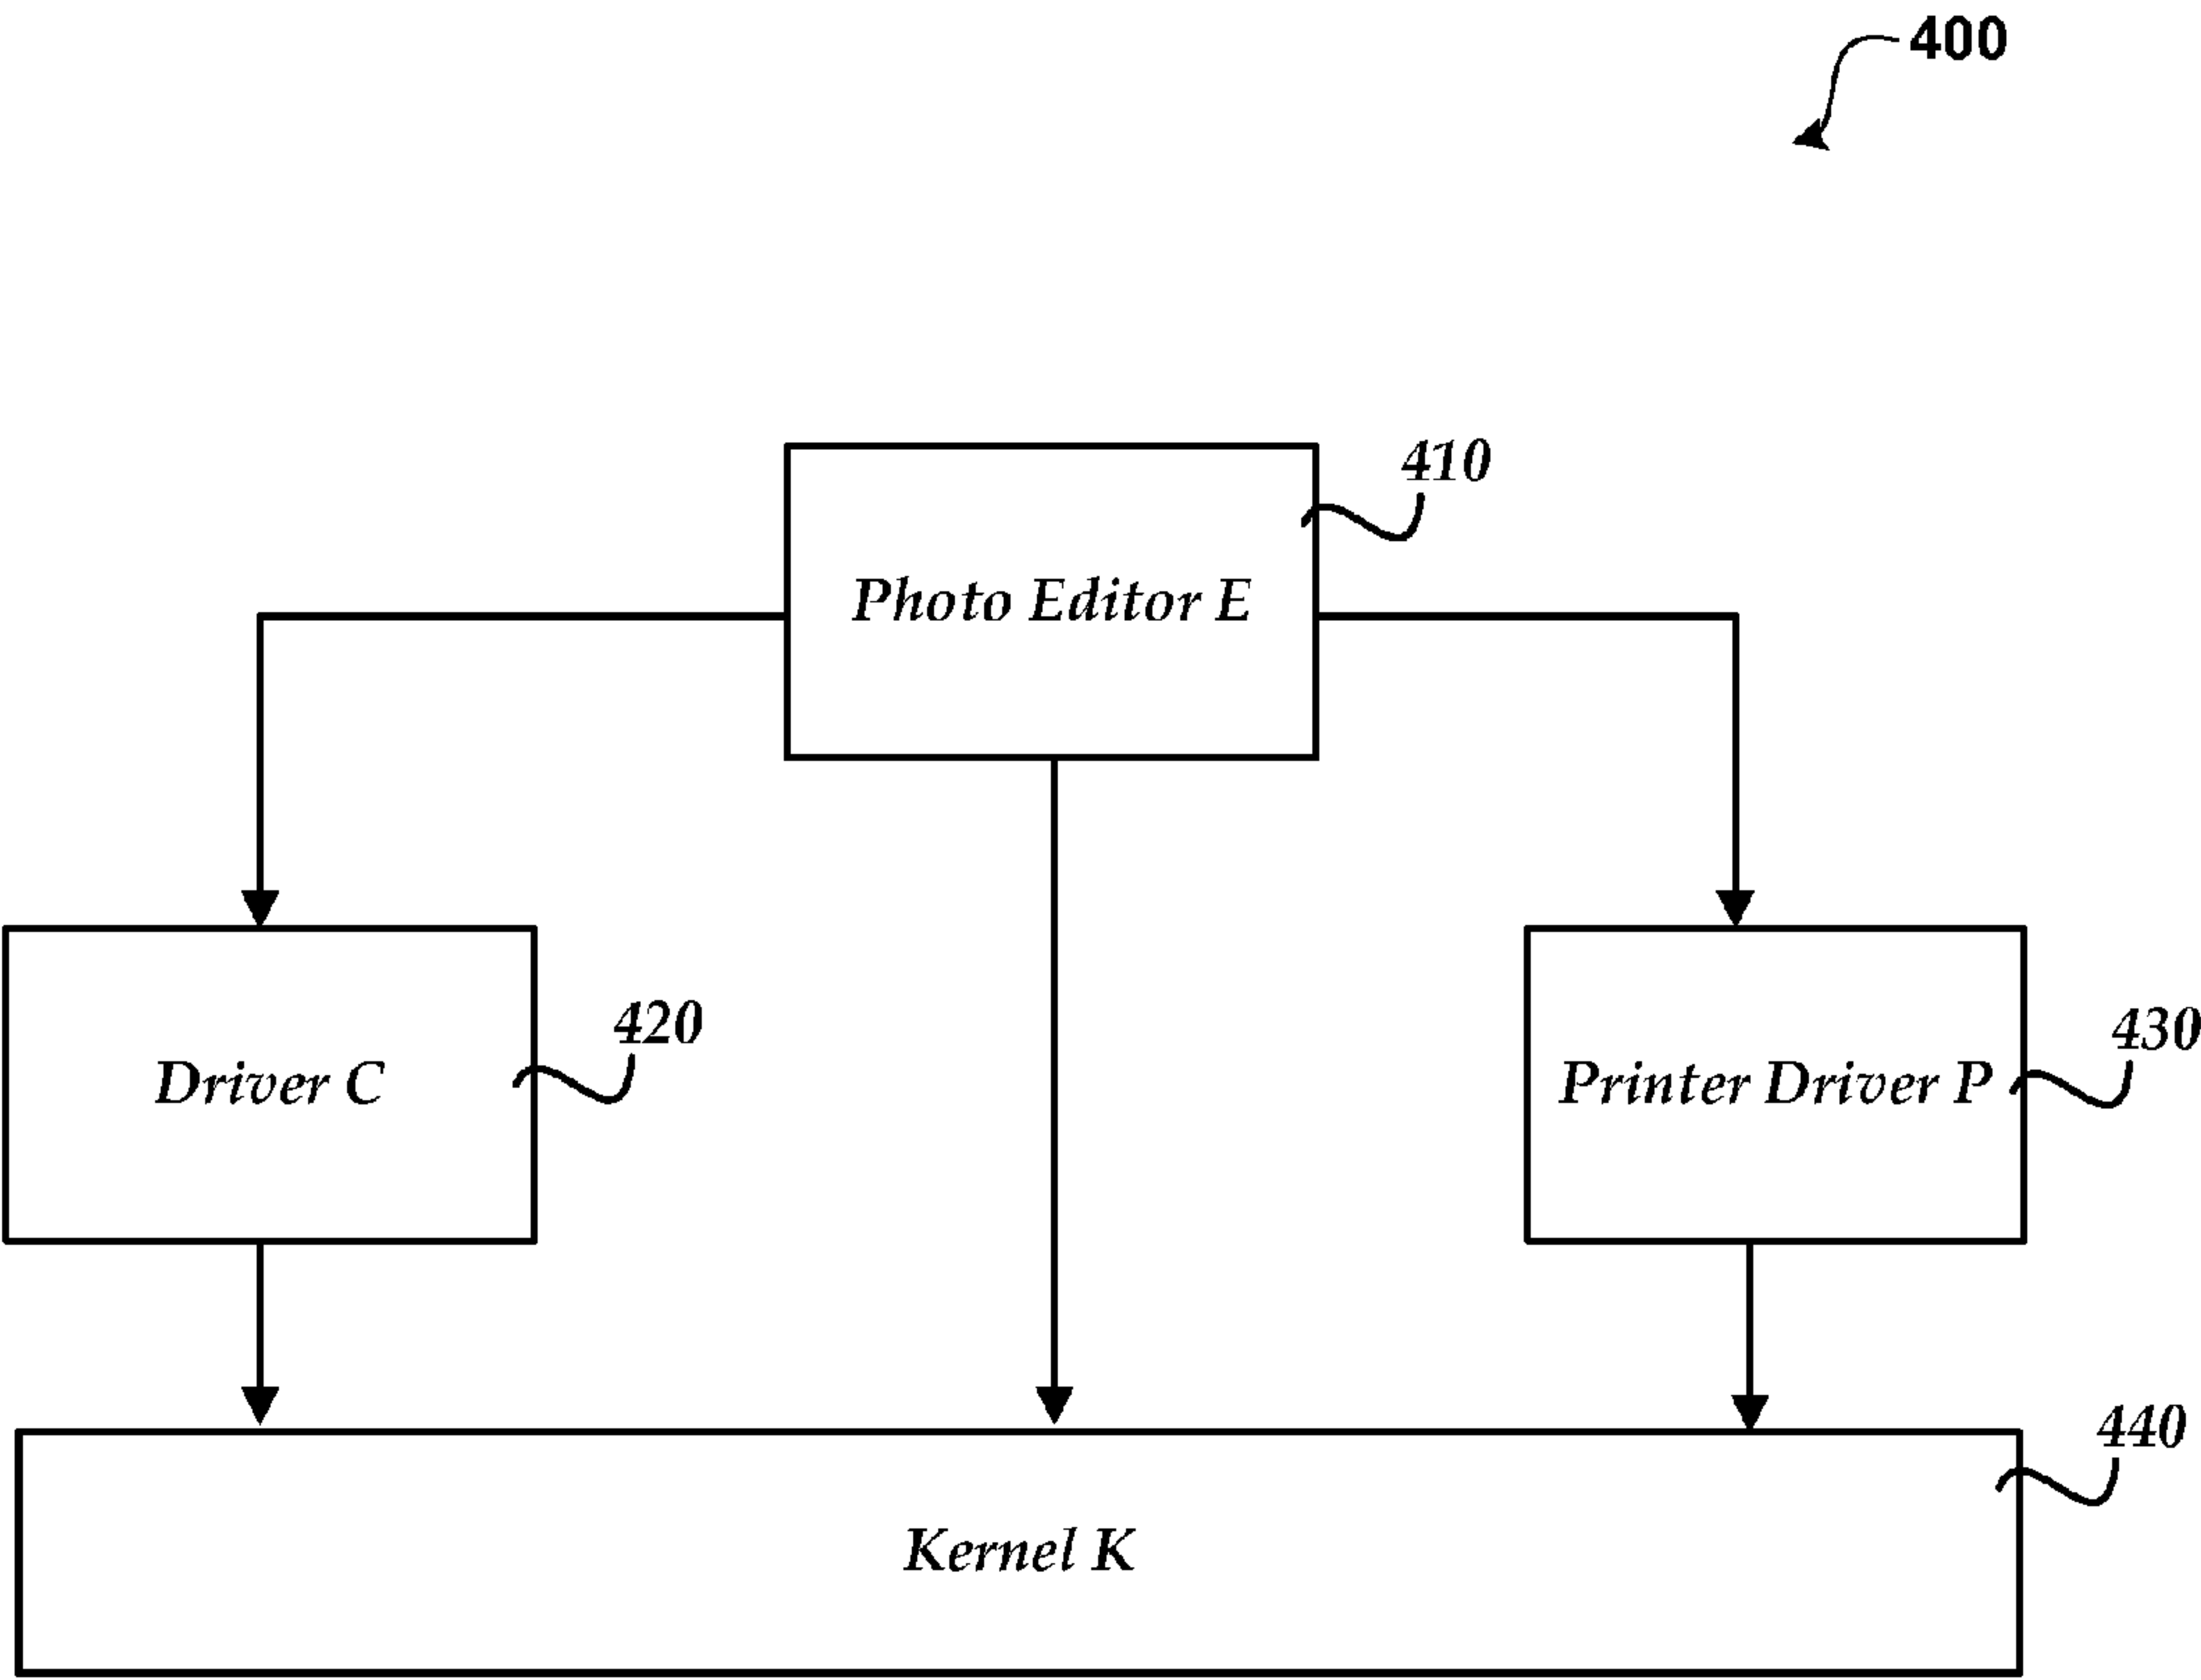 400
410
Photo Editor E
420
430
Driver C
Printer Driver P
440
Kernel K